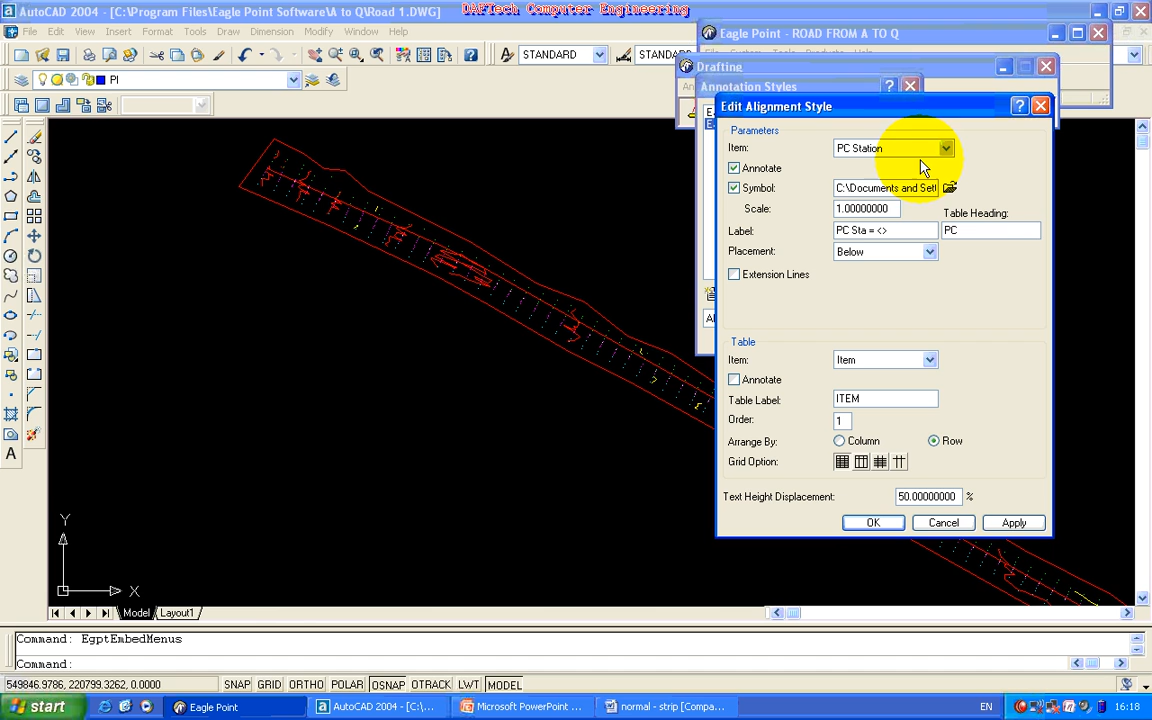 AutoCAD 2004 - [C:\Program Files\Eagle Point Software\A to Q\Road 1.DWG]
DAFTech Computer Engineering
File Edit View Insert Format Tools Draw Dimension Modify Window Help
Eagle Point - ROAD FROM A TO Q
STANDARD
STANDARD
Drafting
PI
Annotation Styles
Edit Alignment Style
Parameters
Item: PC Station
Annotate
Symbol: C:\Documents and Set
Scale: 1.00000000
Table Heading:
Label: PC Sta = <> PC
Placement: Below
Extension Lines
Table
Item: Item
Annotate
Table Label: ITEM
Order: 1
Arrange By: Column Row
Grid Option:
Text Height Displacement: 50.00000000 %
OK Cancel Apply
Y
X
A
Model Layout1
Command: EgptEmbedMenus
Command:
549846.9786, 220799.3262, 0.0000 SNAP GRID ORTHO POLAR OSNAP OTRACK LWT MODEL
start Eagle Point AutoCAD 2004 - [C:\... Microsoft PowerPoint ... normal - strip [Compa... EN 16:18